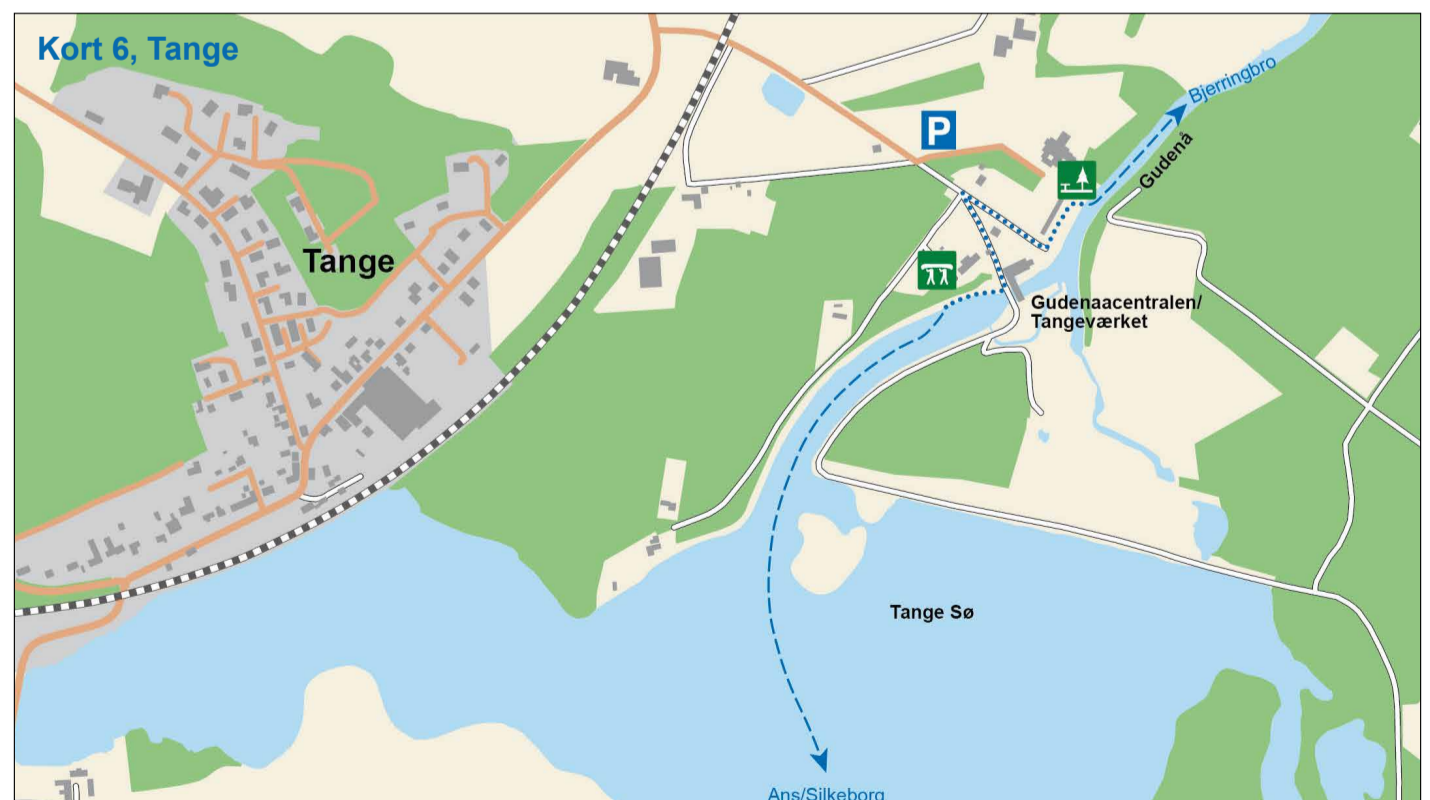 Kort 6, Tange
Bjerringbro
P
Gudenå
Tange
Gudenaacentralen/
Tangeværket
Tange Sø
Ans/Silkeborg